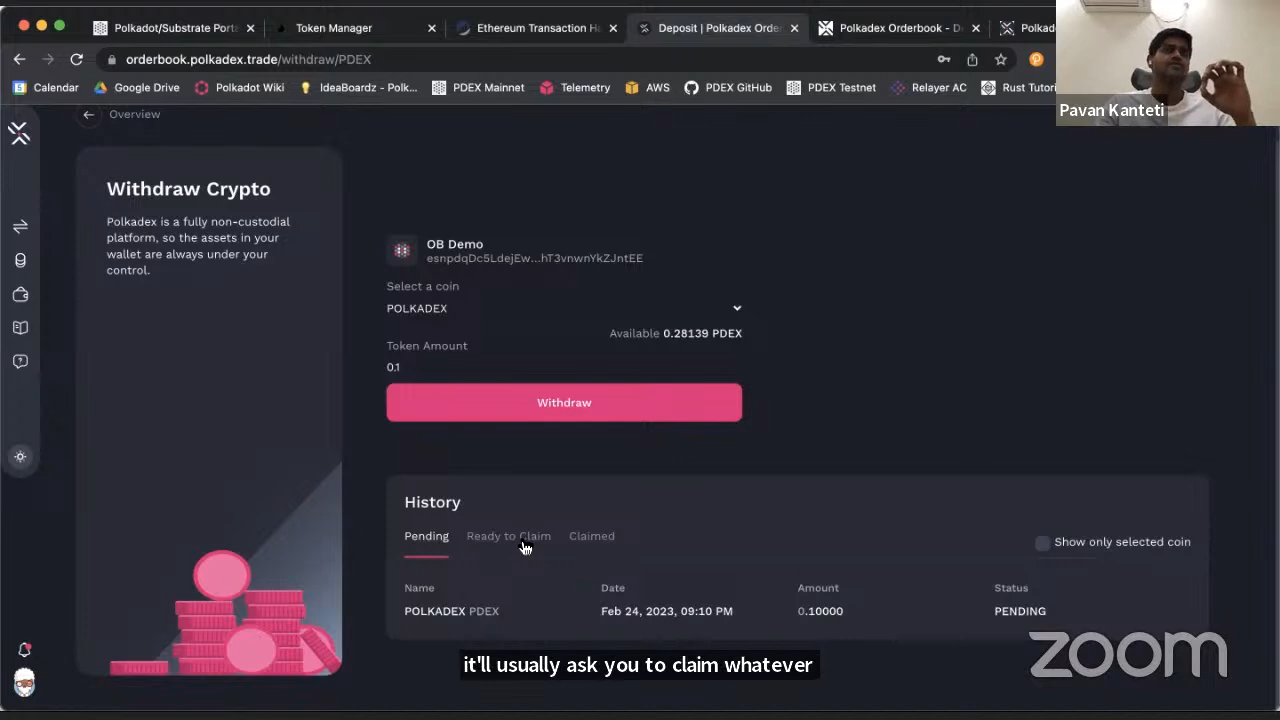 Polkadot/Substrate Port
Token Manager
Ethereum Transaction H
Deposit | Polkadex Orde
Polkadex Orderbook - D
Polkad
orderbook.polkadex.trade/withdraw/PDEX
Calendar
Google Drive
Polkadot Wiki
IdeaBoardz - Polk...
PDEX Mainnet
Telemetry
AWS
PDEX GitHub
PDEX Testnet
Relayer AC
Rust Tutori
Pavan Kanteti
Overview
Withdraw Crypto
Polkadex is a fully non-custodial
platform, so the assets in your
wallet are always under your
control.
OB Demo
esnpdqDc5LdejEw...hT3vnwnYkZJntEE
Select a coin
POLKADEX
Available 0.28139 PDEX
Token Amount
0.1
Withdraw
History
Pending Ready to Claim Claimed
Show only selected coin
Name Date Amount Status
POLKADEX PDEX Feb 24, 2023, 09:10 PM 0.10000 PENDING
it'll usually ask you to claim whatever
zoom